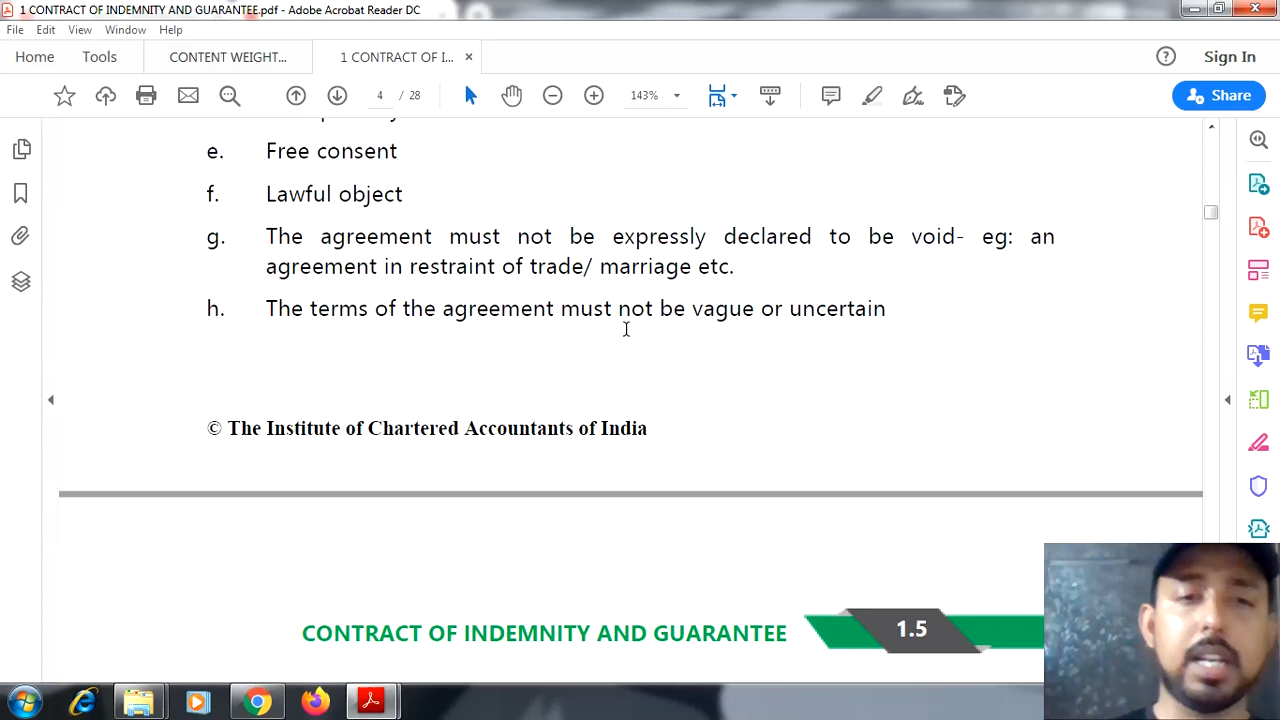 1 CONTRACT OF INDEMNITY AND GUARANTEE.pdf - Adobe Acrobat Reader DC
File Edit View Window Help
Home Tools CONTENT WEIGHT... 1 CONTRACT OF I... × Sign In
4 / 28 143% Share
e. Free consent
f. Lawful object
g. The agreement must not be expressly declared to be void- eg: an
agreement in restraint of trade/ marriage etc.
h. The terms of the agreement must not be vague or uncertain
© The Institute of Chartered Accountants of India
CONTRACT OF INDEMNITY AND GUARANTEE 1.5